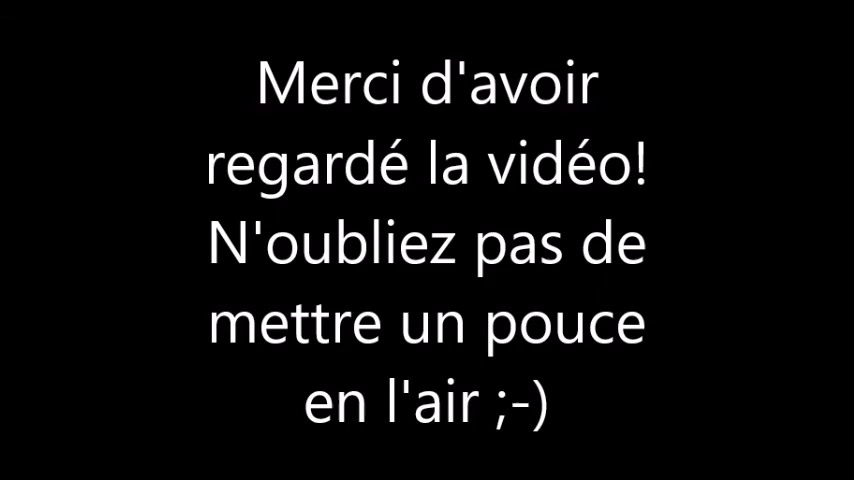 Merci d'avoir
regardé la vidéo!
N'oubliez pas de
mettre un pouce
en l'air ;-)